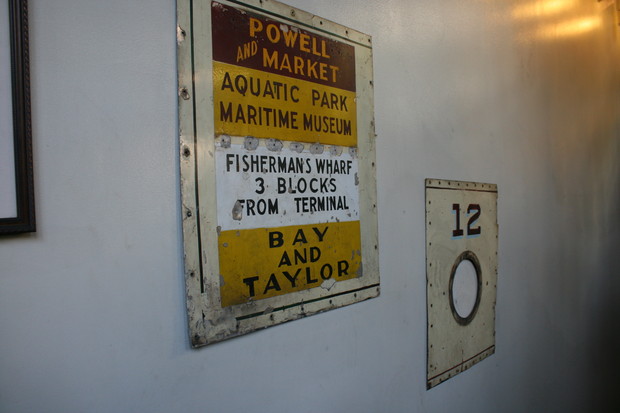 POWELL
AND MARKET
AQUATIC PARK
MARITIME MUSEUM
FISHERMAN'S WHARF
3 BLOCKS
FROM TERMINAL
BAY
AND
TAYLOR
12